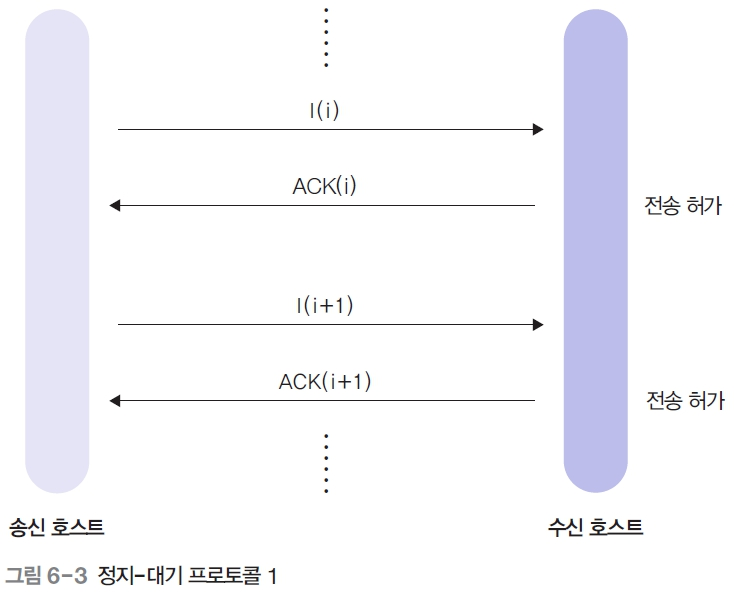 I(i)
ACK(i)
전송 허가
I(i+1)
ACK(i+1)
전송 허가
송신 호스트
수신 호스트
그림 6-3 정지-대기 프로토콜 1